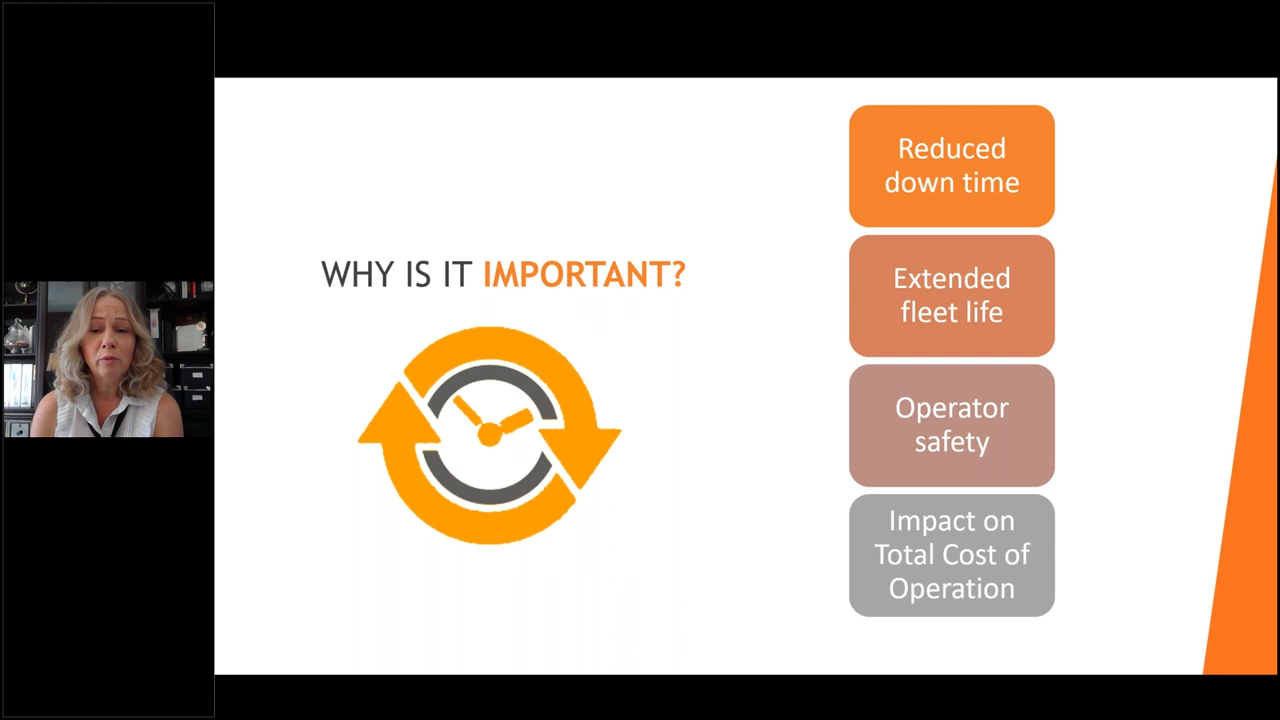 WHY IS IT IMPORTANT?
Reduced
down time
Extended
fleet life
Operator
safety
Impact on
Total Cost of
Operation